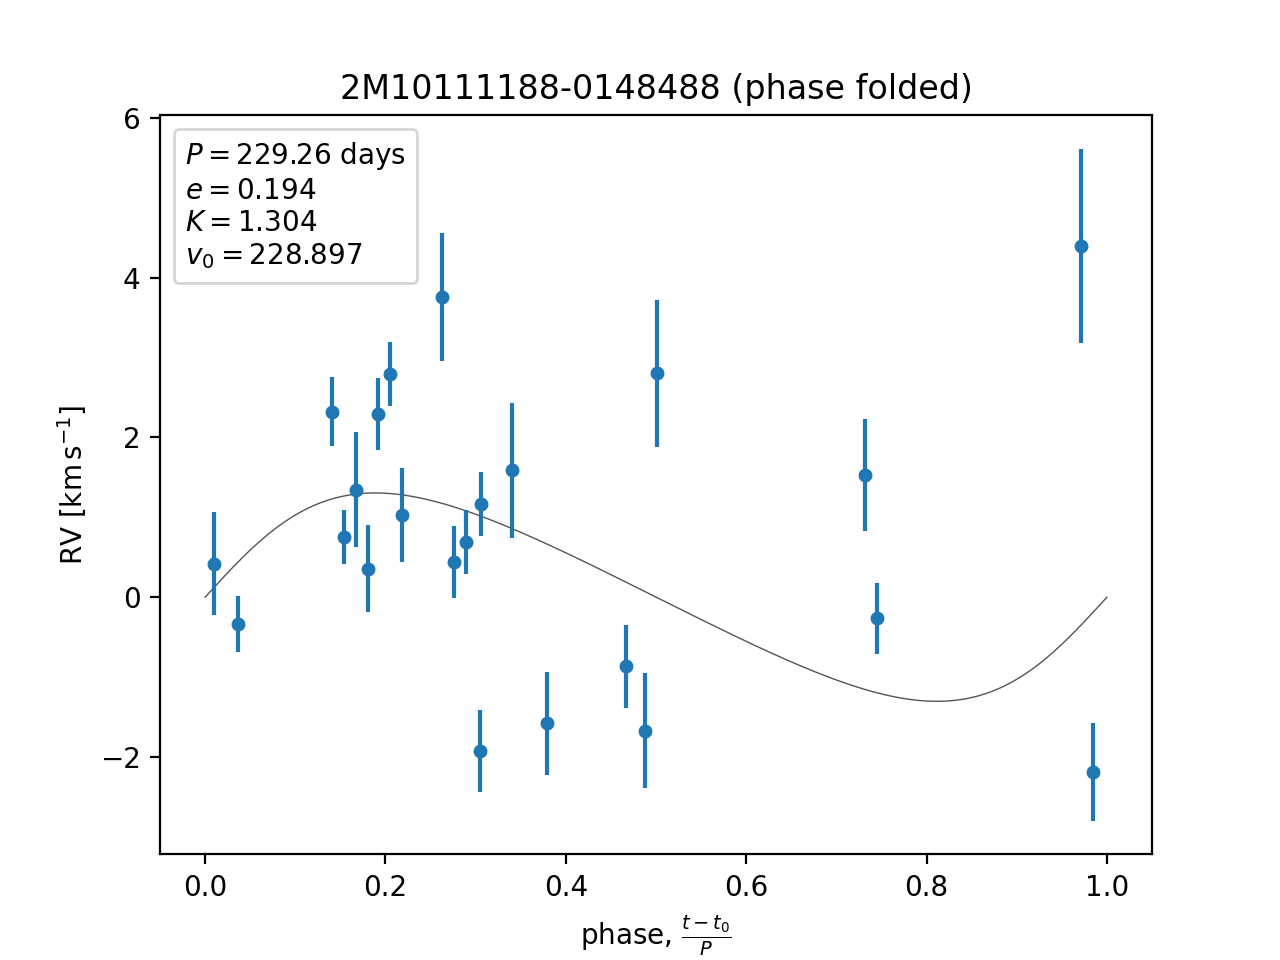 2M10111188-0148488 (phase folded)
P = 229.26 days
e = 0.194
K = 1.304
v₀ = 228.897
6
4
2
0
−2
RV [km s⁻¹]
0.0 0.2 0.4 0.6 0.8 1.0
phase, (t − t₀)/P